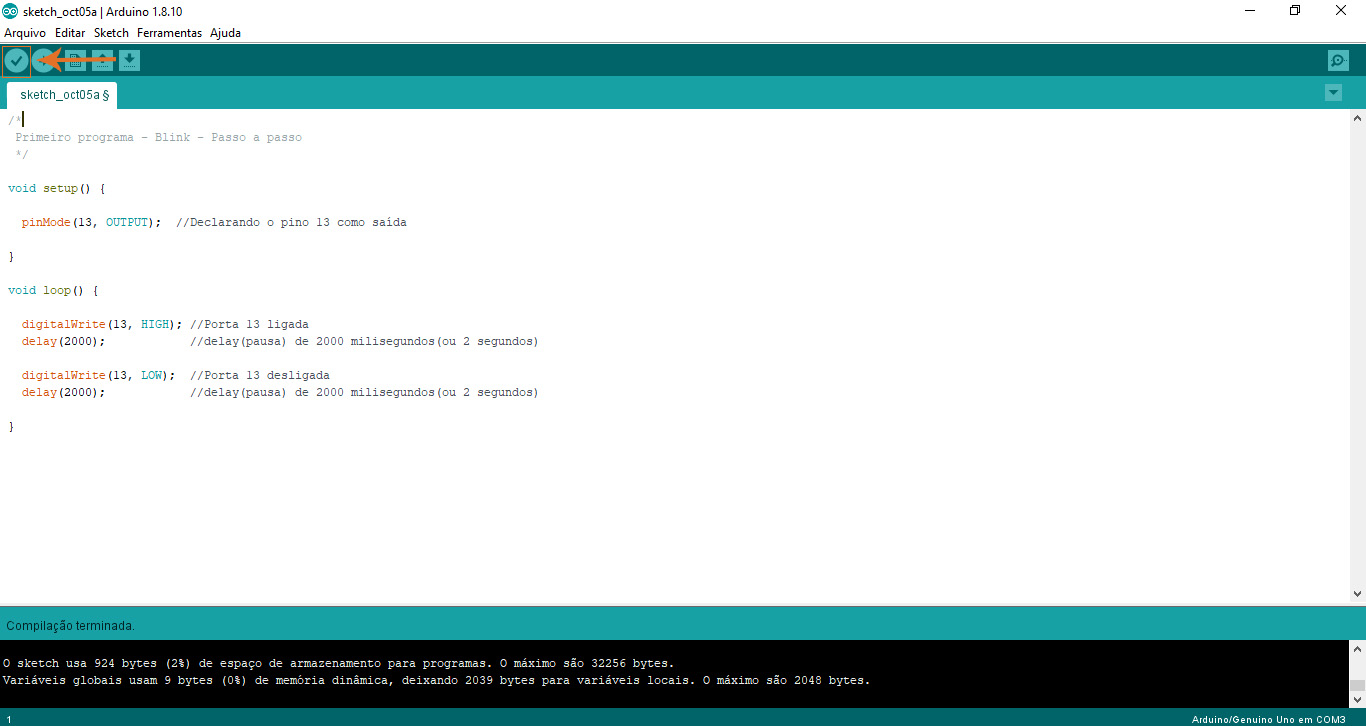 sketch_oct05a | Arduino 1.8.10
Arquivo Editar Sketch Ferramentas Ajuda
sketch_oct05a §
/*
Primeiro programa - Blink - Passo a passo
*/
void setup() {
pinMode(13, OUTPUT); //Declarando o pino 13 como saída
}
void loop() {
digitalWrite(13, HIGH); //Porta 13 ligada
delay(2000); //delay(pausa) de 2000 milisegundos(ou 2 segundos)
digitalWrite(13, LOW); //Porta 13 desligada
delay(2000); //delay(pausa) de 2000 milisegundos(ou 2 segundos)
}
Compilação terminada.
O sketch usa 924 bytes (2%) de espaço de armazenamento para programas. O máximo são 32256 bytes.
Variáveis globais usam 9 bytes (0%) de memória dinâmica, deixando 2039 bytes para variáveis locais. O máximo são 2048 bytes.
1 Arduino/Genuino Uno em COM3